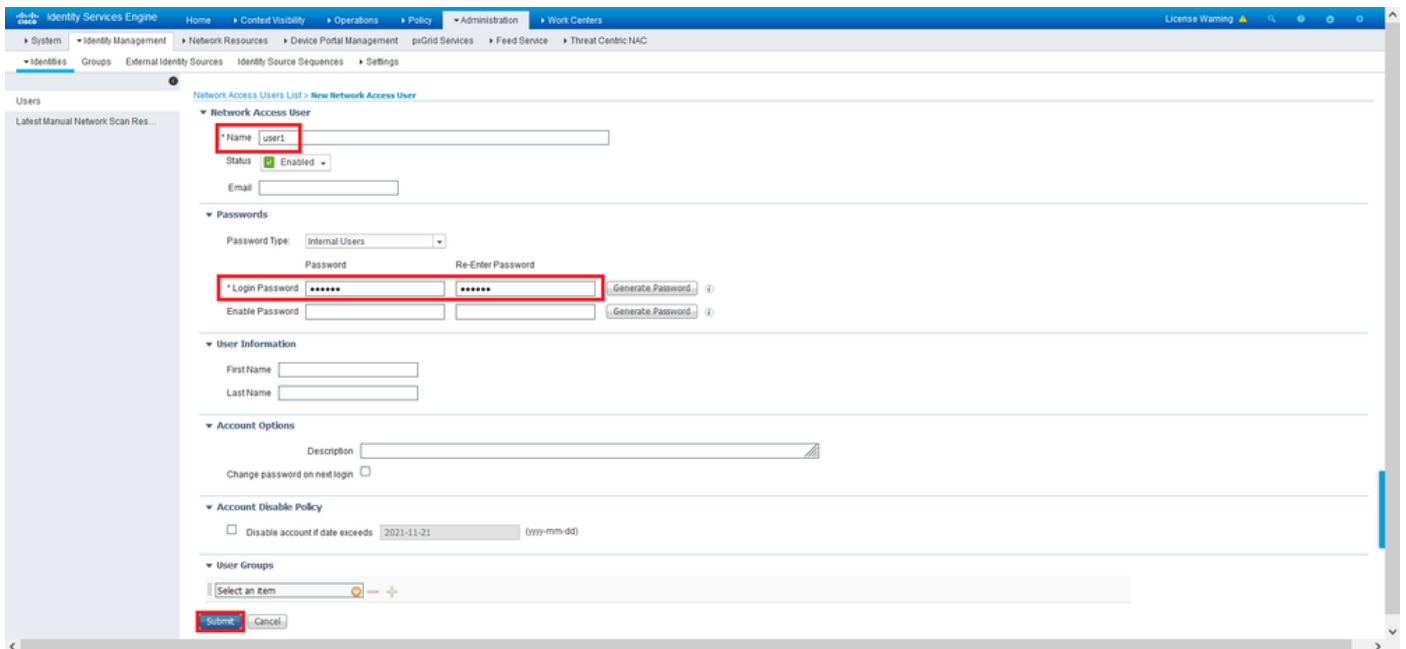 cisco Identity Services Engine Home Context Visibility Operations Policy Administration Work Centers License Warning
System Identity Management Network Resources Device Portal Management pxGrid Services Feed Service Threat Centric NAC
Identities Groups External Identity Sources Identity Source Sequences Settings
Users
Latest Manual Network Scan Res...
Network Access Users List > New Network Access User
Network Access User
* Name user1
Status Enabled
Email
Passwords
Password Type: Internal Users
Password Re-Enter Password
* Login Password •••••• •••••• Generate Password
Enable Password Generate Password
User Information
First Name
Last Name
Account Options
Description
Change password on next login
Account Disable Policy
Disable account if date exceeds 2021-11-21 (yyyy-mm-dd)
User Groups
Select an item
Submit Cancel